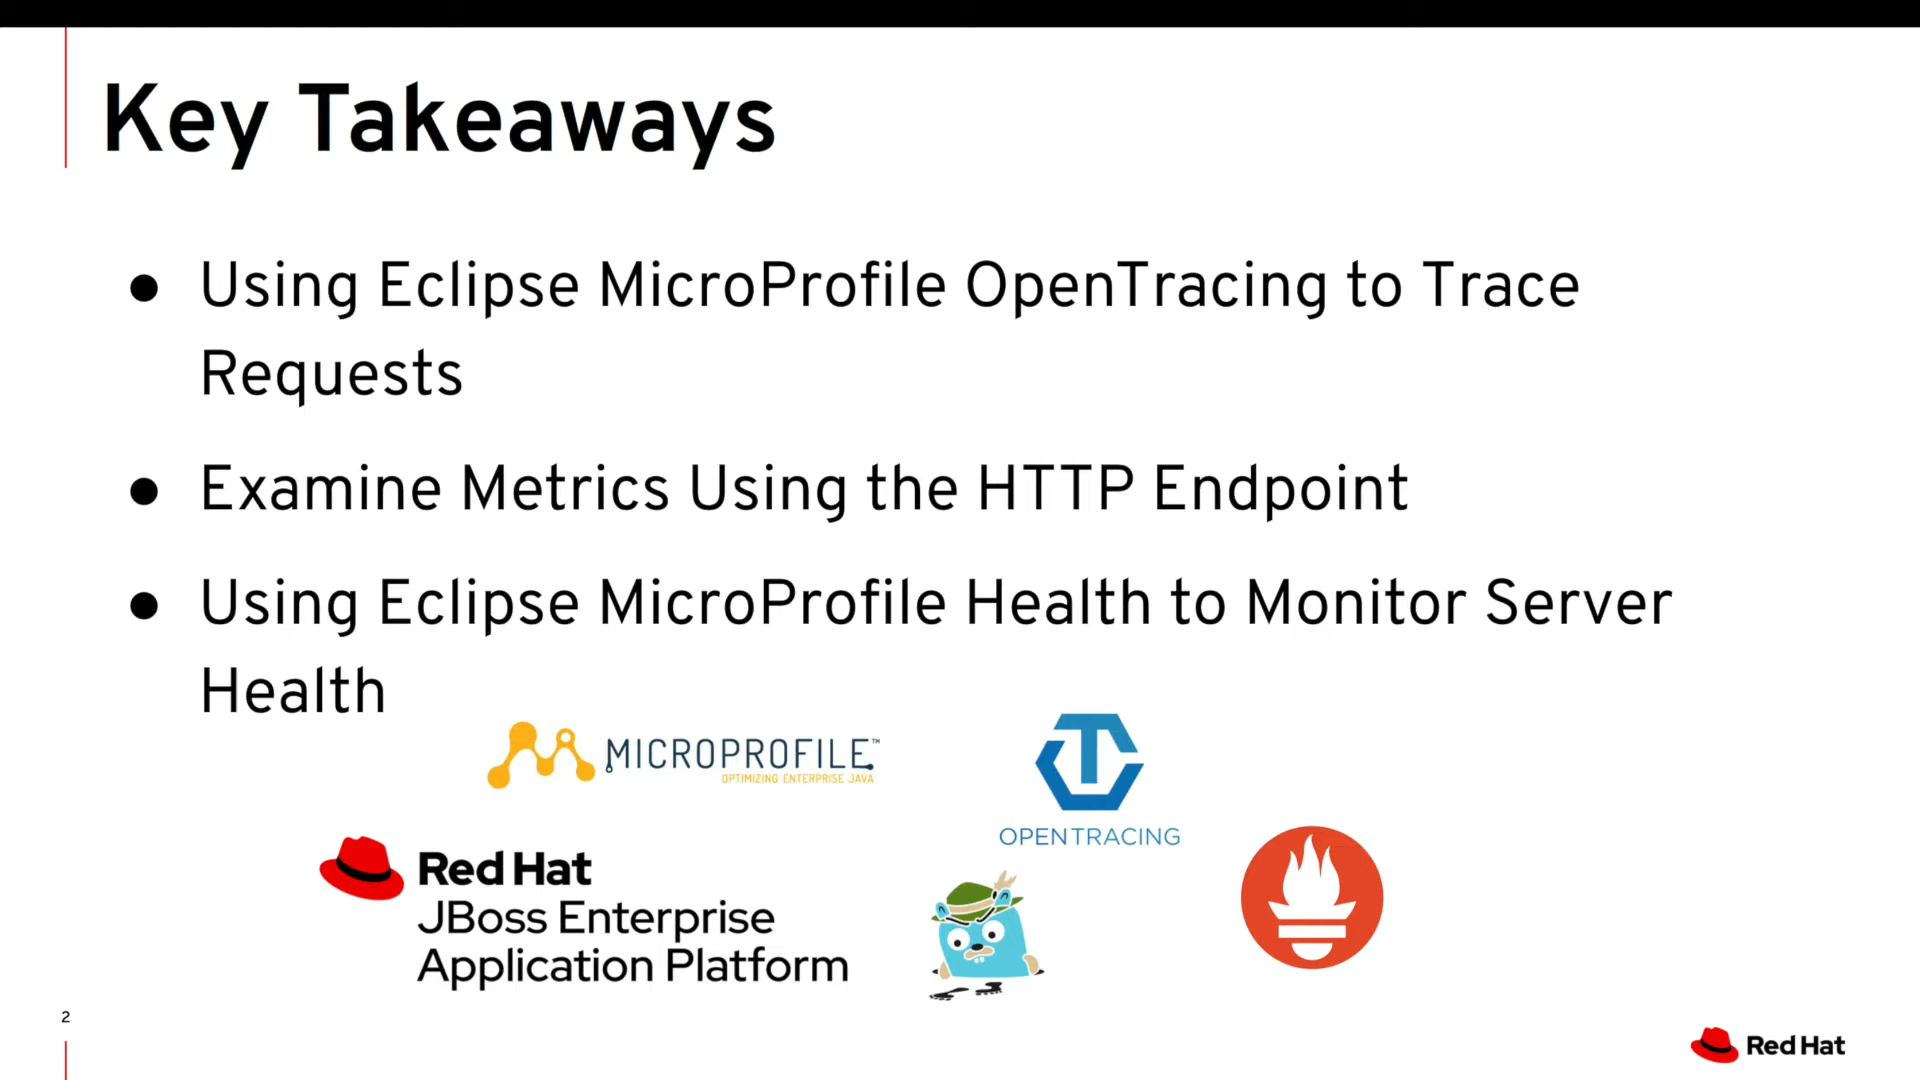 Key Takeaways
● Using Eclipse MicroProfile OpenTracing to Trace
Requests
● Examine Metrics Using the HTTP Endpoint
● Using Eclipse MicroProfile Health to Monitor Server
Health
MICROPROFILE™
OPTIMIZING ENTERPRISE JAVA
OPENTRACING
Red Hat
JBoss Enterprise
Application Platform
2
Red Hat